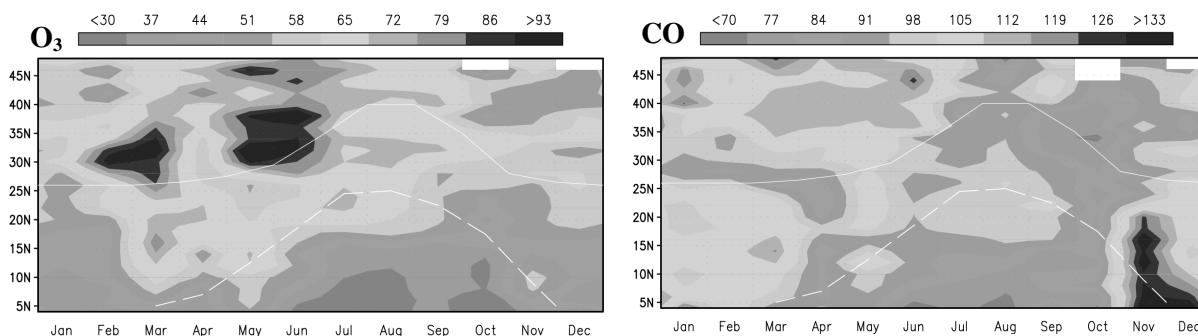 <30 37 44 51 58 65 72 79 86 >93
O3
45N
40N
35N
30N
25N
20N
15N
10N
5N
Jan Feb Mar Apr May Jun Jul Aug Sep Oct Nov Dec
<70 77 84 91 98 105 112 119 126 >133
CO
45N
40N
35N
30N
25N
20N
15N
10N
5N
Jan Feb Mar Apr May Jun Jul Aug Sep Oct Nov Dec